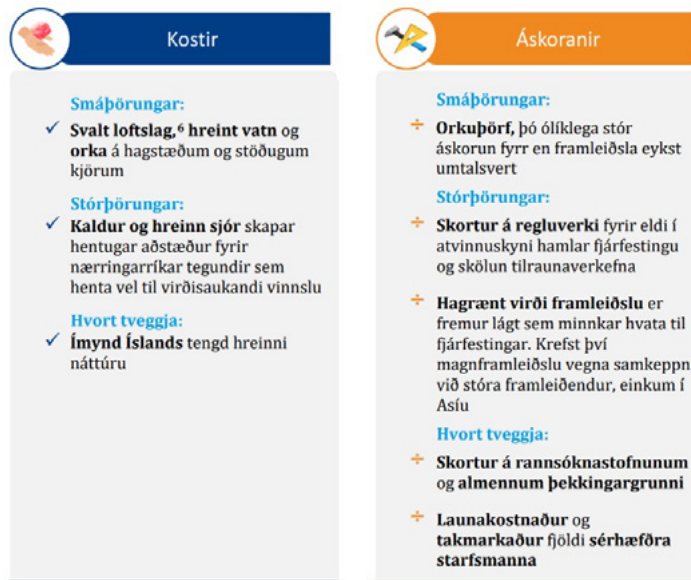 Kostir
Smáþörungar:
✓ Svalt loftslag,⁶ hreint vatn og
orka á hagstæðum og stöðugum
kjörum
Stórþörungar:
✓ Kaldur og hreinn sjór skapar
hentugar aðstæður fyrir
nærringarríkar tegundir sem
henta vel til virðisaukandi vinnslu
Hvort tveggja:
✓ Ímynd Íslands tengd hreinni
náttúru
Áskoranir
Smáþörungar:
÷ Orkuþörf, þó ólíklega stór
áskorun fyrr en framleiðsla eykst
umtalsvert
Stórþörungar:
÷ Skortur á regluverki fyrir eldi í
atvinnuskyni hamlar fjárfestingu
og skölun tilraunaverkefna
÷ Hagrænt virði framleiðslu er
fremur lágt sem minnkar hvata til
fjárfestingar. Krefst því
magnframleiðslu vegna samkeppn
við stóra framleiðendur, einkum í
Asíu
Hvort tveggja:
÷ Skortur á rannsóknastofnunum
og almennum þekkingargrunni
÷ Launakostnaður og
takmarkaður fjöldi sérhæfðra
starfsmanna